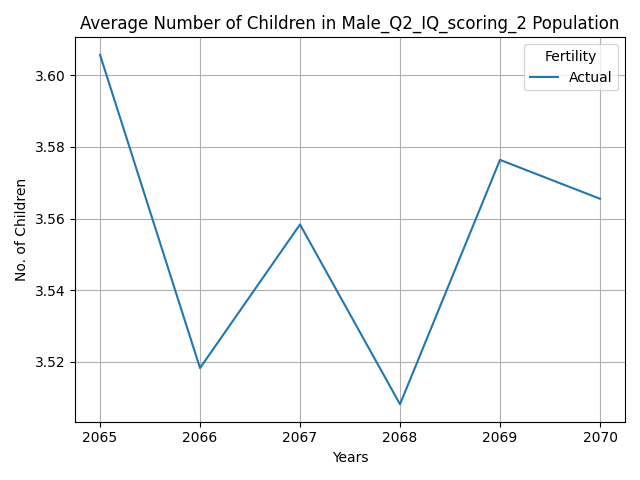 Average Number of Children in Male_Q2_IQ_scoring_2 Population
Fertility
Actual
No. of Children
3.60
3.58
3.56
3.54
3.52
2065 2066 2067 2068 2069 2070
Years